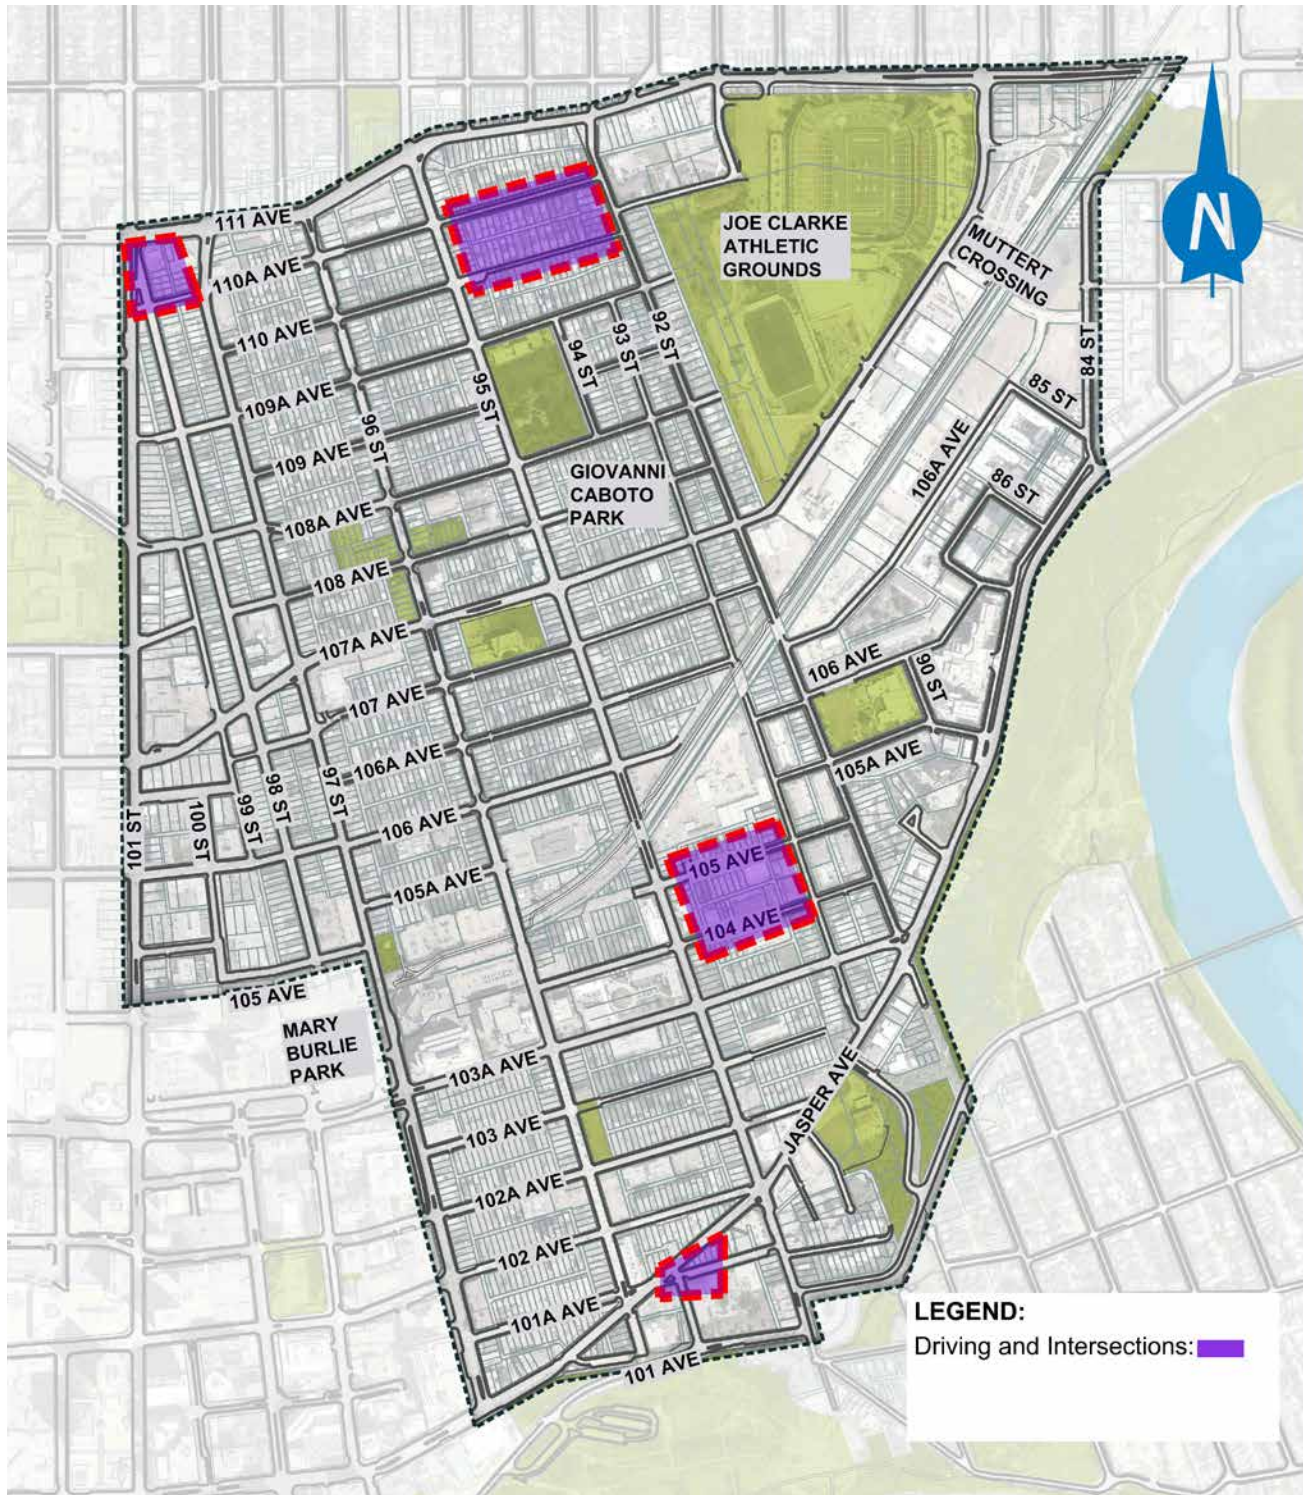 N
111 AVE
JOE CLARKE
ATHLETIC
GROUNDS
MUTTERT
CROSSING
110A AVE
110 AVE
92 ST
93 ST
94 ST
84 ST
95 ST
109A AVE
85 ST
96 ST
109 AVE
106A AVE
GIOVANNI
CABOTO
PARK
86 ST
108A AVE
108 AVE
107A AVE
106 AVE
90 ST
107 AVE
106A AVE
105A AVE
101 ST
100 ST
99 ST
98 ST
97 ST
106 AVE
105 AVE
105A AVE
104 AVE
105 AVE
MARY
BURLIE
PARK
103A AVE
JASPER AVE
103 AVE
102A AVE
102 AVE
101A AVE
101 AVE
LEGEND:
Driving and Intersections: